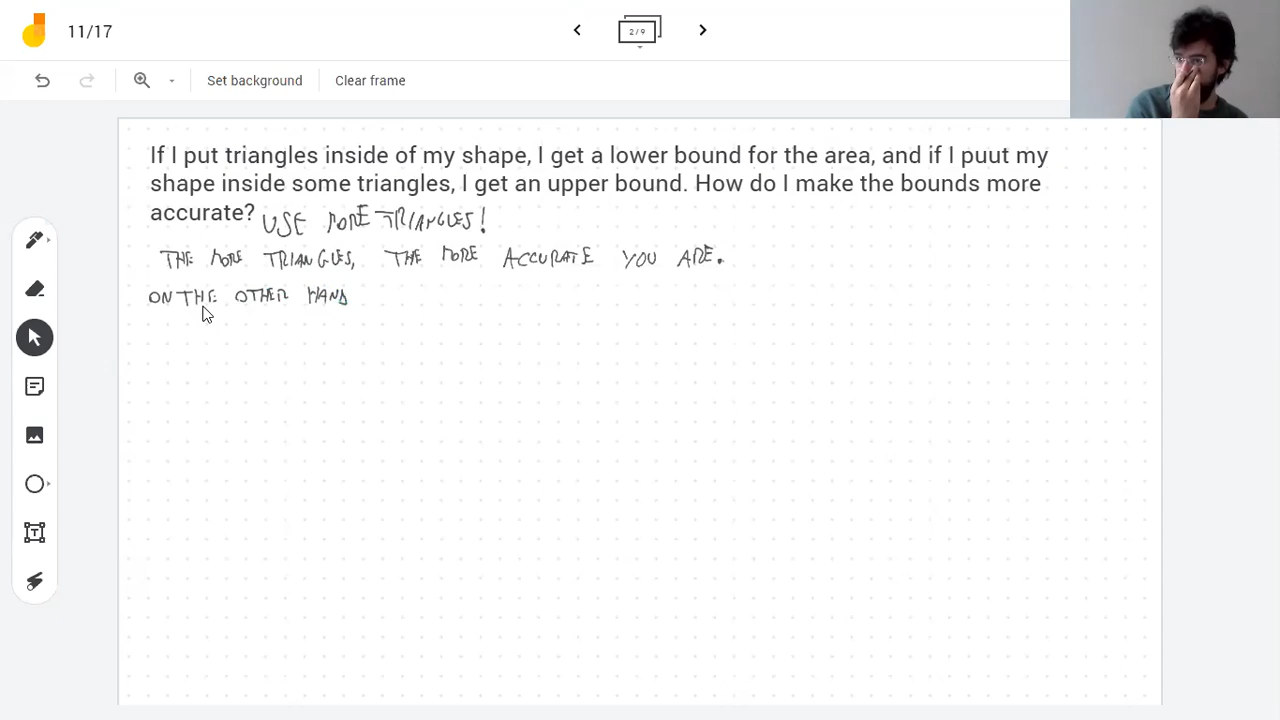 11/17
2/9
Set background
Clear frame
If I put triangles inside of my shape, I get a lower bound for the area, and if I puut my
shape inside some triangles, I get an upper bound. How do I make the bounds more
accurate? USE MORE TRIANGLES!
THE MORE TRIANGLES, THE MORE ACCURATE YOU ARE.
ON THE OTHER HAND